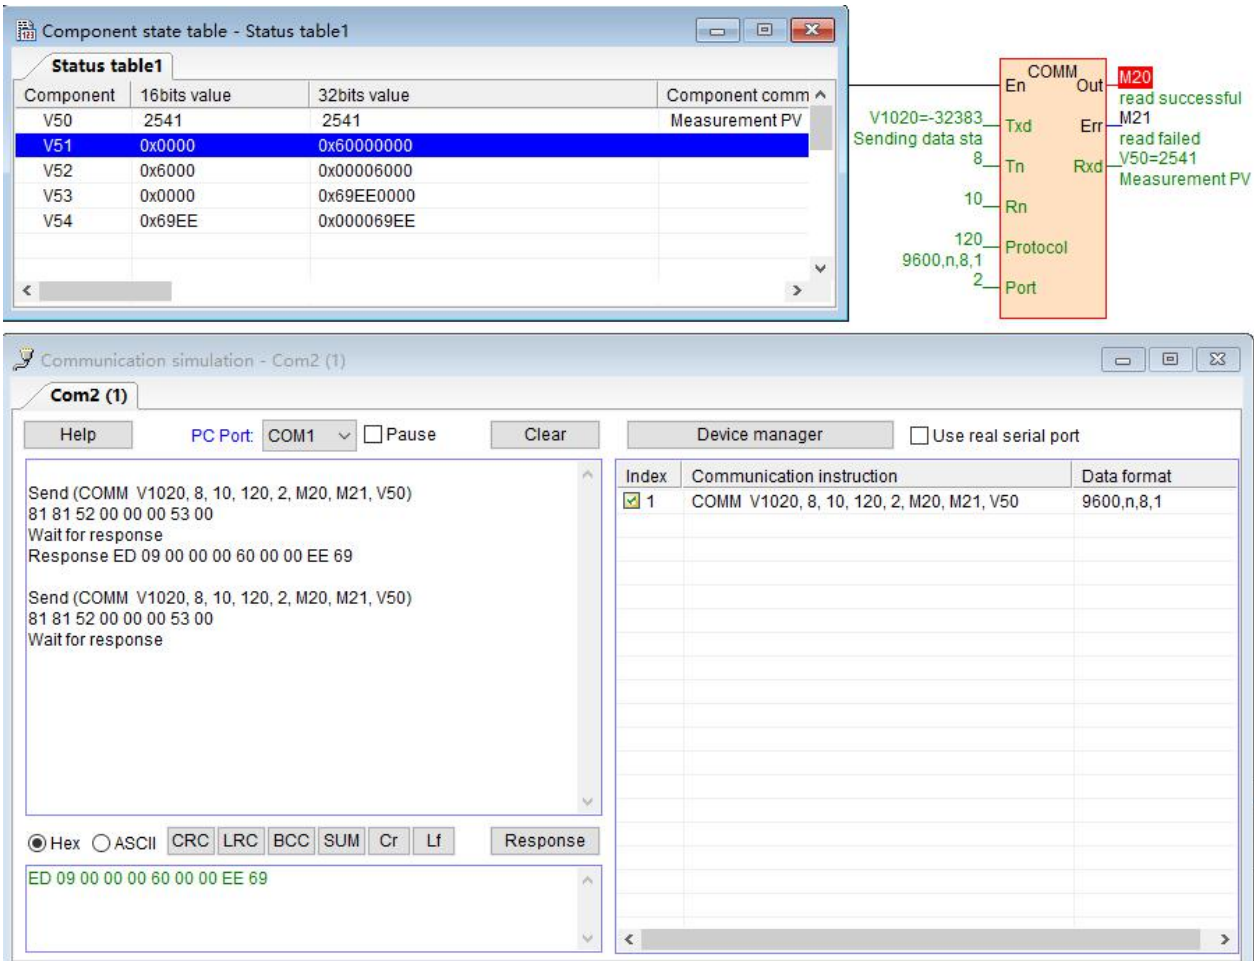 Component state table - Status table1
Status table1
Component 16bits value 32bits value Component comm
V50 2541 2541 Measurement PV
V51 0x0000 0x60000000
V52 0x6000 0x00006000
V53 0x0000 0x69EE0000
V54 0x69EE 0x000069EE
COMM
En Out M20
read successful
V1020=-32383 Txd Err M21
Sending data sta read failed
8 Tn Rxd V50=2541
Measurement PV
10 Rn
120 Protocol
9600,n,8,1
2 Port
Communication simulation - Com2 (1)
Com2 (1)
Help PC Port: COM1 Pause Clear Device manager Use real serial port
Send (COMM V1020, 8, 10, 120, 2, M20, M21, V50)
81 81 52 00 00 00 53 00
Wait for response
Response ED 09 00 00 00 60 00 00 EE 69
Send (COMM V1020, 8, 10, 120, 2, M20, M21, V50)
81 81 52 00 00 00 53 00
Wait for response
Index Communication instruction Data format
1 COMM V1020, 8, 10, 120, 2, M20, M21, V50 9600,n,8,1
Hex ASCII CRC LRC BCC SUM Cr Lf Response
ED 09 00 00 00 60 00 00 EE 69